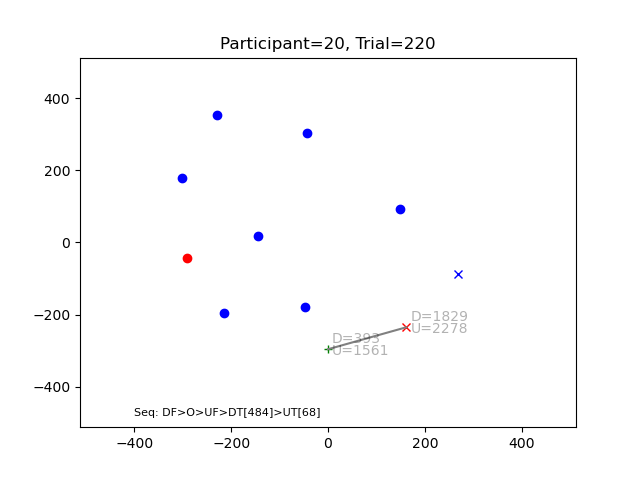 Participant=20, Trial=220
400
200
0
−200
−400
D=1829
U=2278
D=393
U=1561
Seq: DF>O>UF>DT[484]>UT[68]
−400
−200
0
200
400